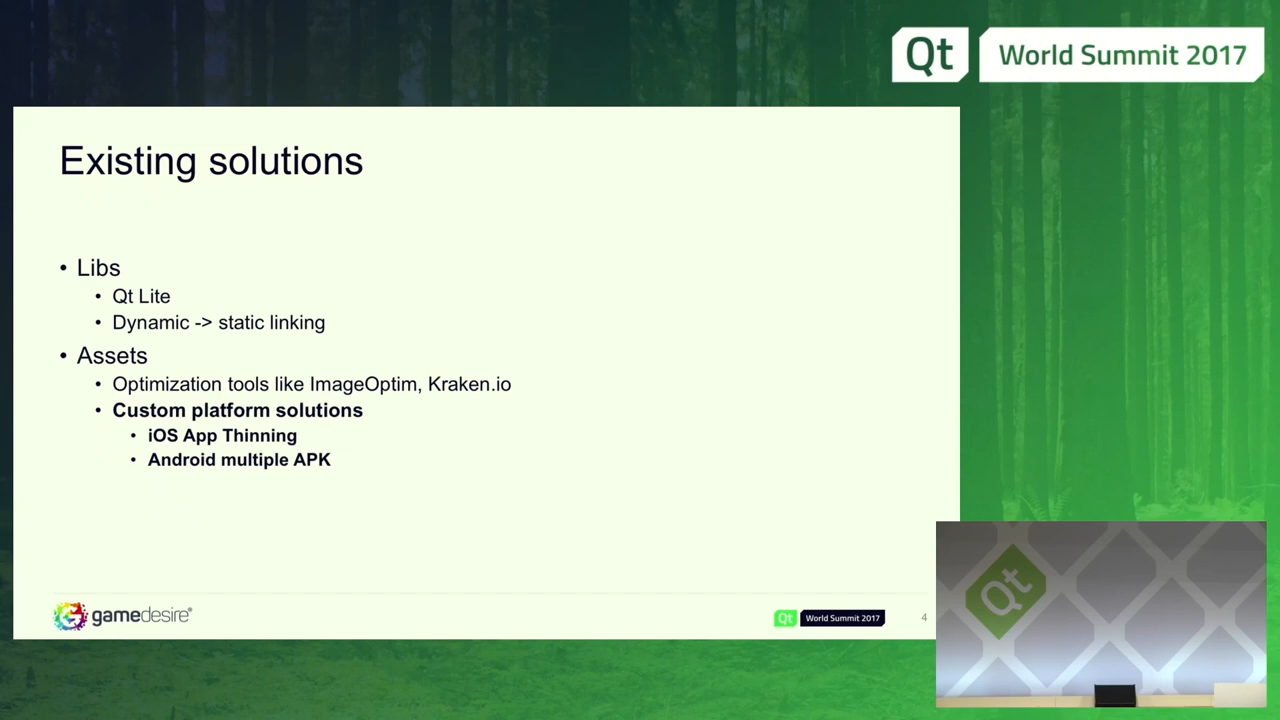 Qt World Summit 2017
Existing solutions
• Libs
• Qt Lite
• Dynamic -> static linking
• Assets
• Optimization tools like ImageOptim, Kraken.io
• Custom platform solutions
• iOS App Thinning
• Android multiple APK
gamedesire®
Qt World Summit 2017
4
Qt